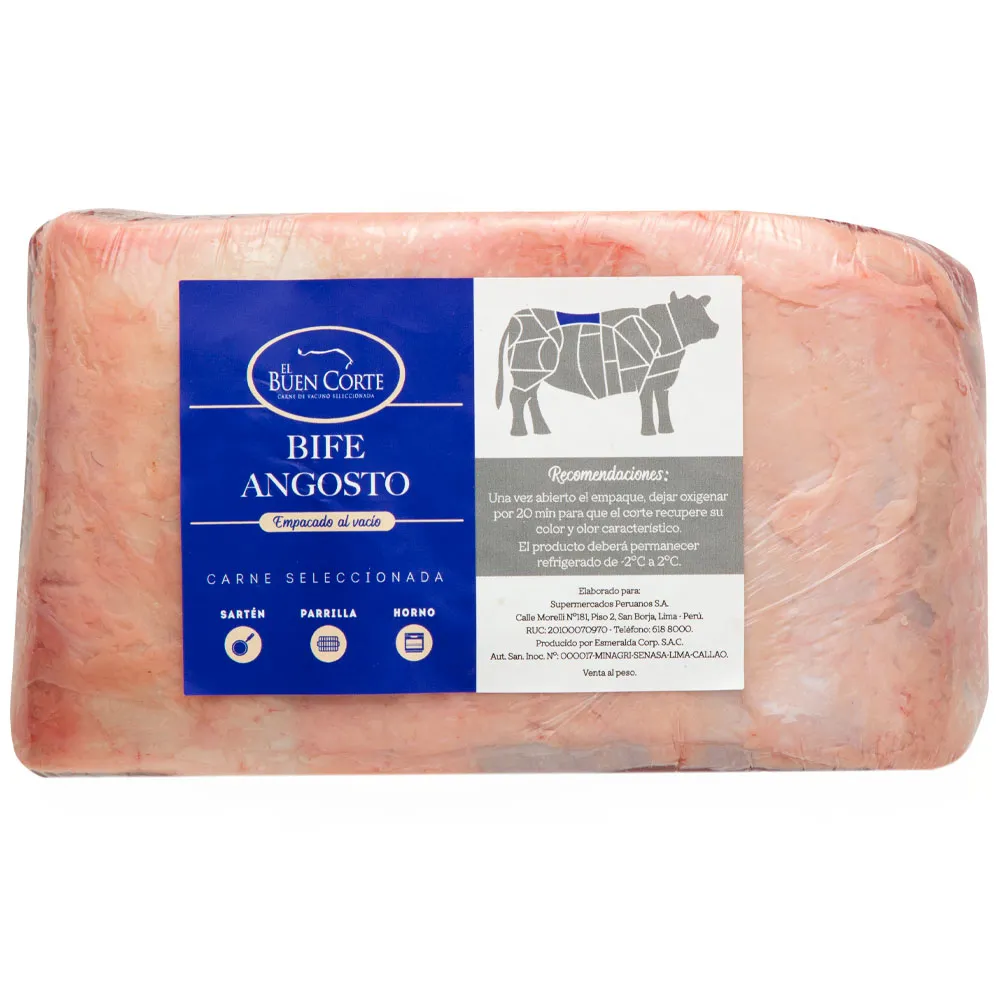 EL
BUEN CORTE
CARNE DE VACUNO SELECCIONADA
BIFE
ANGOSTO
Empacado al vacío
CARNE SELECCIONADA
SARTÉN PARRILLA HORNO
Recomendaciones:
Una vez abierto el empaque, dejar oxigenar
por 20 min para que el corte recupere su
color y olor característico.
El producto deberá permanecer
refrigerado de -2°C a 2°C.
Elaborado para:
Supermercados Peruanos S.A.
Calle Morelli N°181, Piso 2, San Borja, Lima - Perú.
RUC: 20100070970 - Teléfono: 618 8000.
Producido por Esmeralda Corp. S.A.C.
Aut. San. Inoc. N°: 000017-MINAGRI-SENASA-LIMA-CALLAO.
Venta al peso.